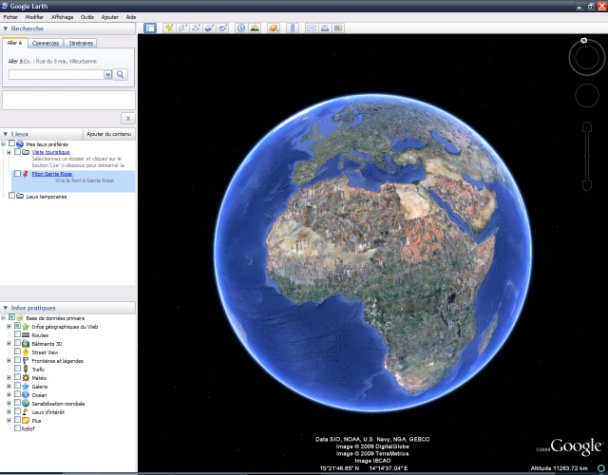 Google Earth
Fichier Modifier Affichage Outils Ajouter Aide
Recherche
Aller à Commerces Itinéraires
Aller à Ex. : Rue du 8 mai, Villeurbanne
Lieux
Ajouter du contenu
Mes lieux préférés
Visite touristique
Sélectionnez ce dossier et cliquez sur le
bouton 'Lire' ci-dessous pour démarrer la
Piton Sainte Rose
Vive le foot à Sainte Rose
Lieux temporaires
Infos pratiques
Base de données primaire
Infos géographiques du Web
Routes
Bâtiments 3D
Street View
Frontières et légendes
Trafic
Météo
Galerie
Océan
Sensibilisation mondiale
Lieux d'intérêt
Plus
Relief
Data SIO, NOAA, U.S. Navy, NGA, GEBCO
Image © 2009 DigitalGlobe
Image © 2009 TerraMetrics
Image IBCAO
©2009 Google
15°21'46.65" N 14°14'37.04" E
Altitude 11263.72 km